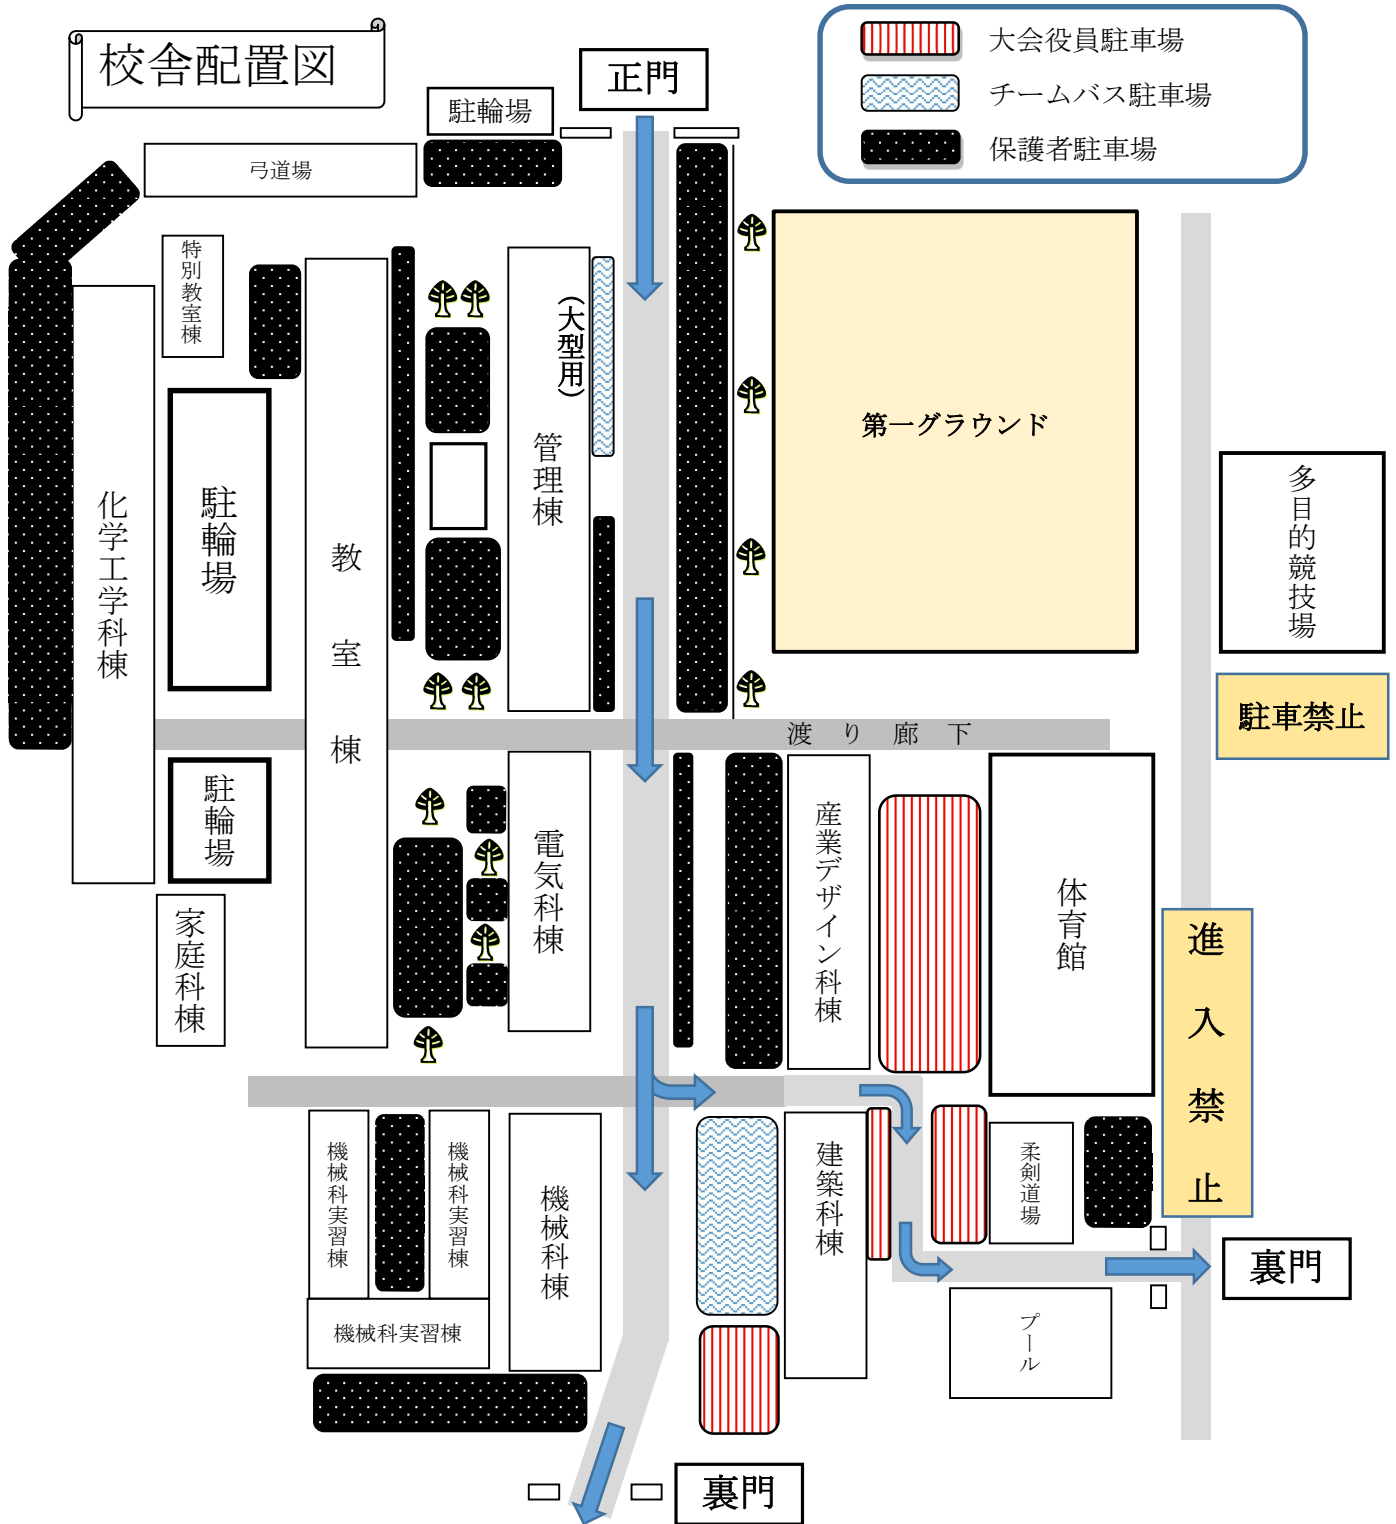 校舎配置図
正門
大会役員駐車場
チームバス駐車場
保護者駐車場
駐輪場
弓道場
特別教室棟
(大型用)
管理棟
第一グラウンド
多目的競技場
化学工学科棟
駐輪場
教室棟
駐車禁止
渡り廊下
駐輪場
家庭科棟
電気科棟
産業デザイン科棟
体育館
進入禁止
機械科実習棟
機械科実習棟
機械科棟
建築科棟
柔剣道場
裏門
機械科実習棟
プール
裏門